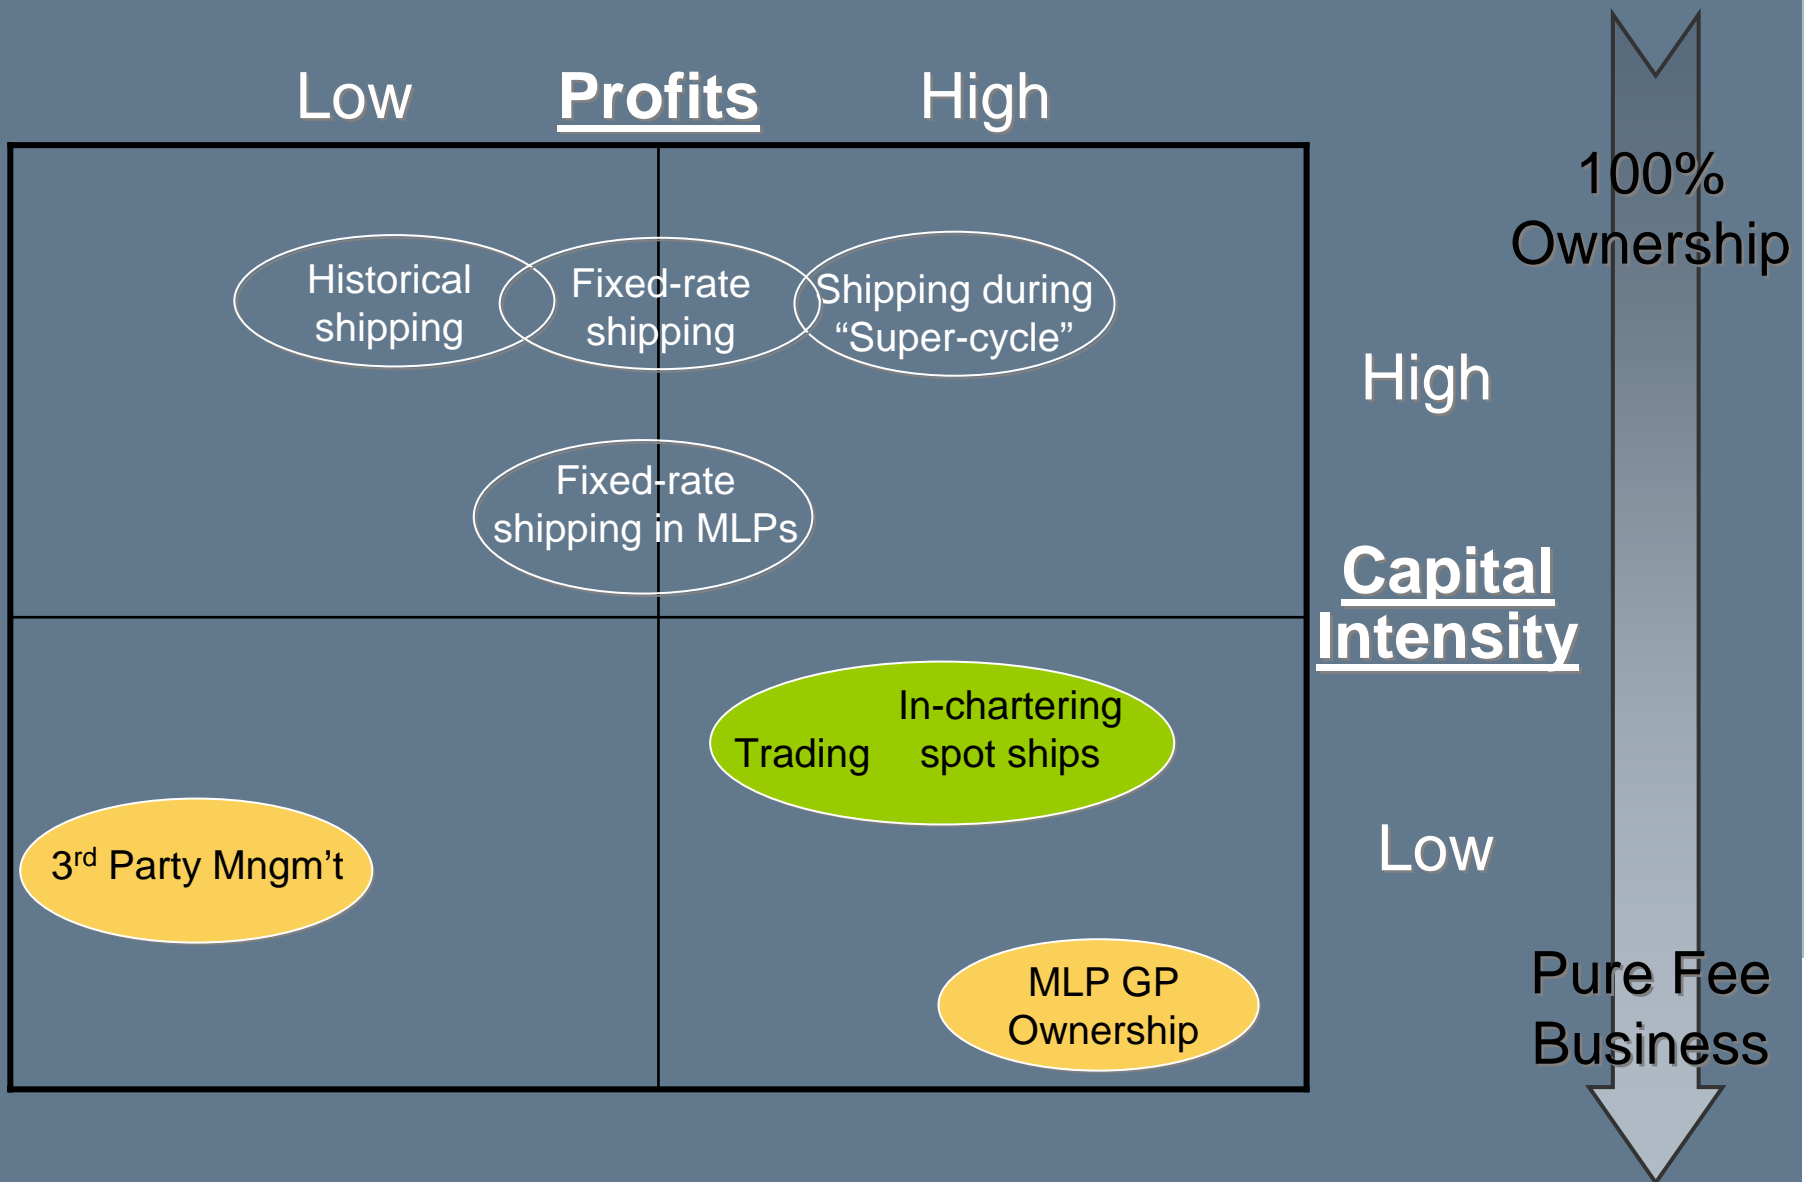 Low Profits High
100%
Ownership
Historical
shipping
Fixed-rate
shipping
Shipping during
“Super-cycle”
High
Fixed-rate
shipping in MLPs
Capital
Intensity
In-chartering
Trading spot ships
Low
3rd Party Mngm’t
MLP GP
Ownership
Pure Fee
Business